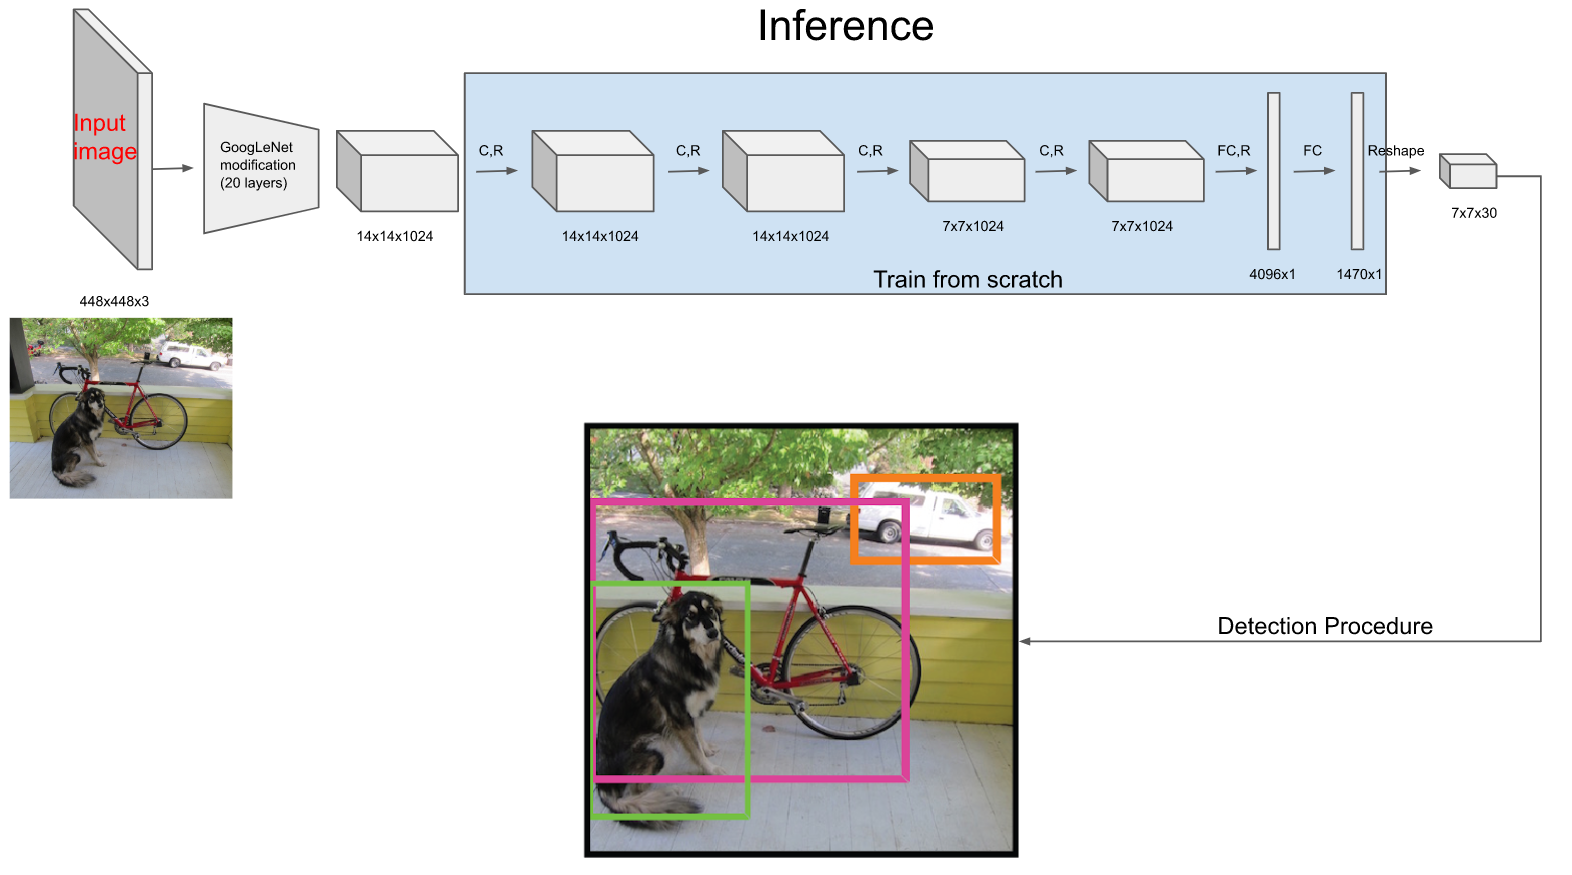 Inference
Input
image
GoogLeNet
modification
(20 layers)
C,R
C,R
C,R
C,R
FC,R
FC
Reshape
448x448x3
14x14x1024
14x14x1024
14x14x1024
7x7x1024
7x7x1024
4096x1
1470x1
7x7x30
Train from scratch
Detection Procedure